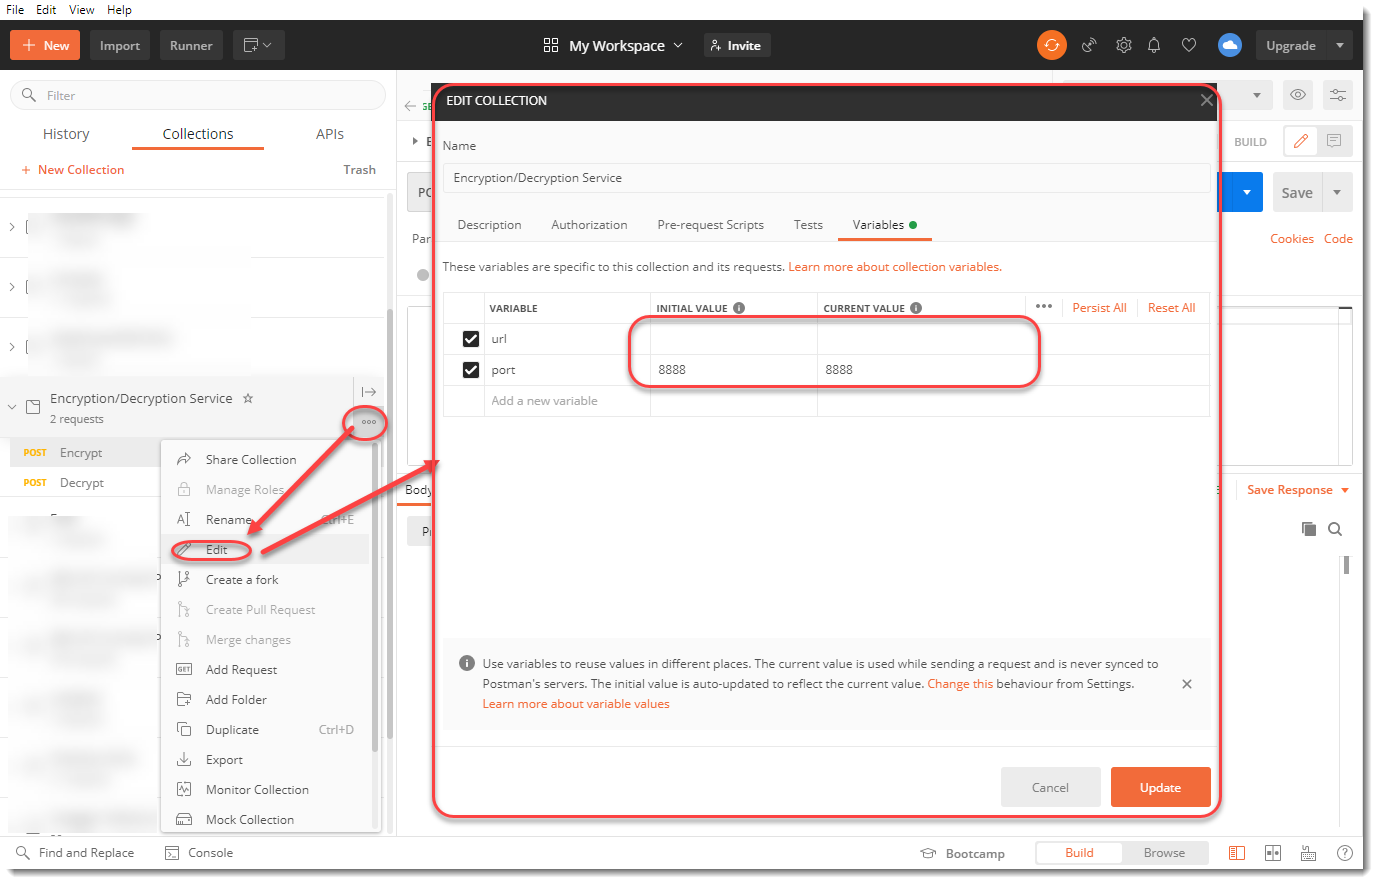 File Edit View Help
New Import Runner My Workspace Invite Upgrade
Filter
History Collections APIs
New Collection Trash
Encryption/Decryption Service
2 requests
POST Encrypt
POST Decrypt
Share Collection
Manage Roles
Rename Ctrl+E
Edit
Create a fork
Create Pull Request
Merge changes
GET Add Request
Add Folder
Duplicate Ctrl+D
Export
Monitor Collection
Mock Collection
EDIT COLLECTION
Name
Encryption/Decryption Service
Description Authorization Pre-request Scripts Tests Variables
These variables are specific to this collection and its requests. Learn more about collection variables.
VARIABLE INITIAL VALUE CURRENT VALUE Persist All Reset All
url
port 8888 8888
Add a new variable
Use variables to reuse values in different places. The current value is used while sending a request and is never synced to
Postman's servers. The initial value is auto-updated to reflect the current value. Change this behaviour from Settings.
Learn more about variable values
Cancel Update
BUILD
Save
Cookies Code
Body
Save Response
Find and Replace Console Bootcamp Build Browse